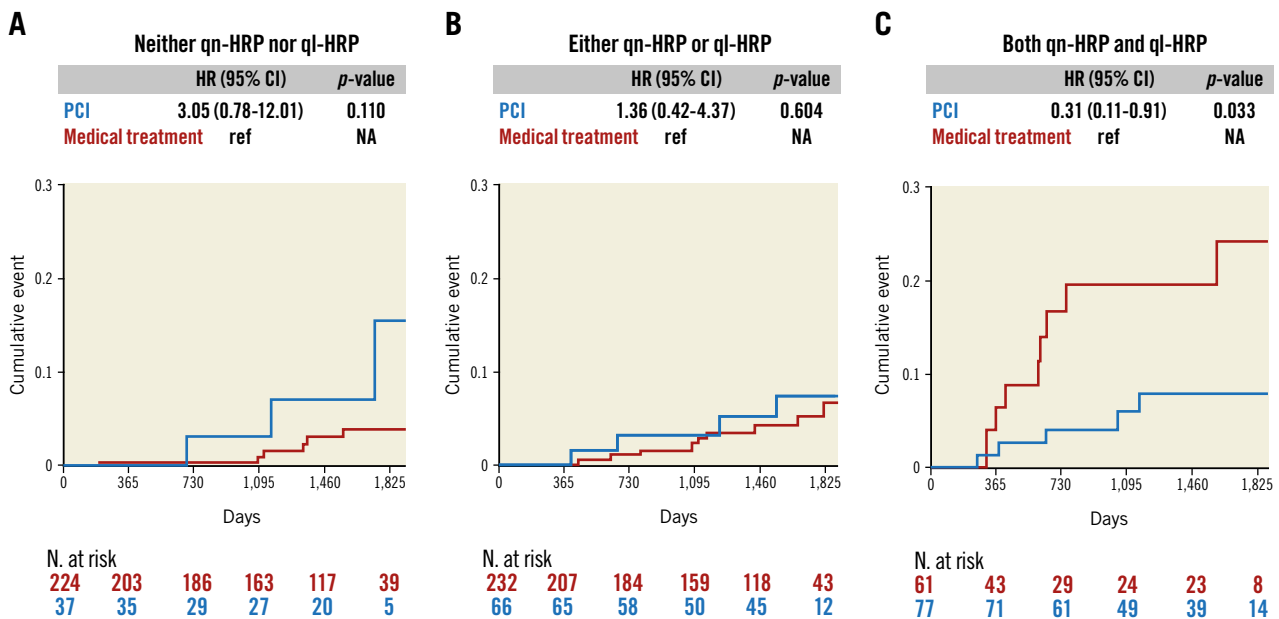 A
Neither qn-HRP nor ql-HRP
HR (95% CI) p-value
PCI 3.05 (0.78-12.01) 0.110
Medical treatment ref NA
0.3
0.2
0.1
0
Cumulative event
0 365 730 1,095 1,460 1,825
Days
N. at risk
224 203 186 163 117 39
37 35 29 27 20 5
B
Either qn-HRP or ql-HRP
HR (95% CI) p-value
PCI 1.36 (0.42-4.37) 0.604
Medical treatment ref NA
0.3
0.2
0.1
0
Cumulative event
0 365 730 1,095 1,460 1,825
Days
N. at risk
232 207 184 159 118 43
66 65 58 50 45 12
C
Both qn-HRP and ql-HRP
HR (95% CI) p-value
PCI 0.31 (0.11-0.91) 0.033
Medical treatment ref NA
0.3
0.2
0.1
0
Cumulative event
0 365 730 1,095 1,460 1,825
Days
N. at risk
61 43 29 24 23 8
77 71 61 49 39 14